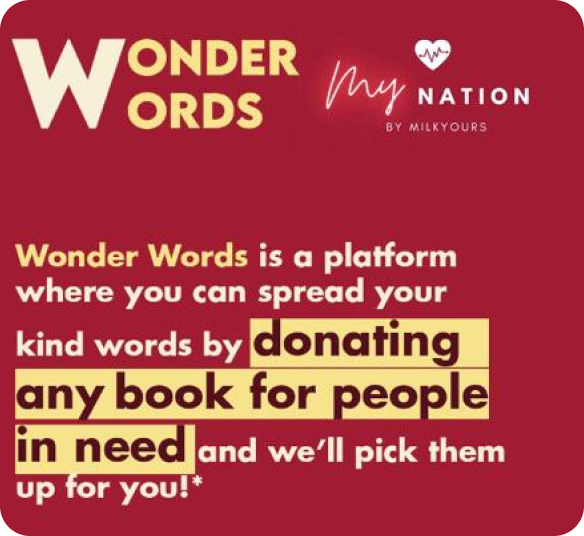 WONDER
WORDS
My NATION
BY MILKYOURS
Wonder Words is a platform
where you can spread your
kind words by donating
any book for people
in need and we'll pick them
up for you!*